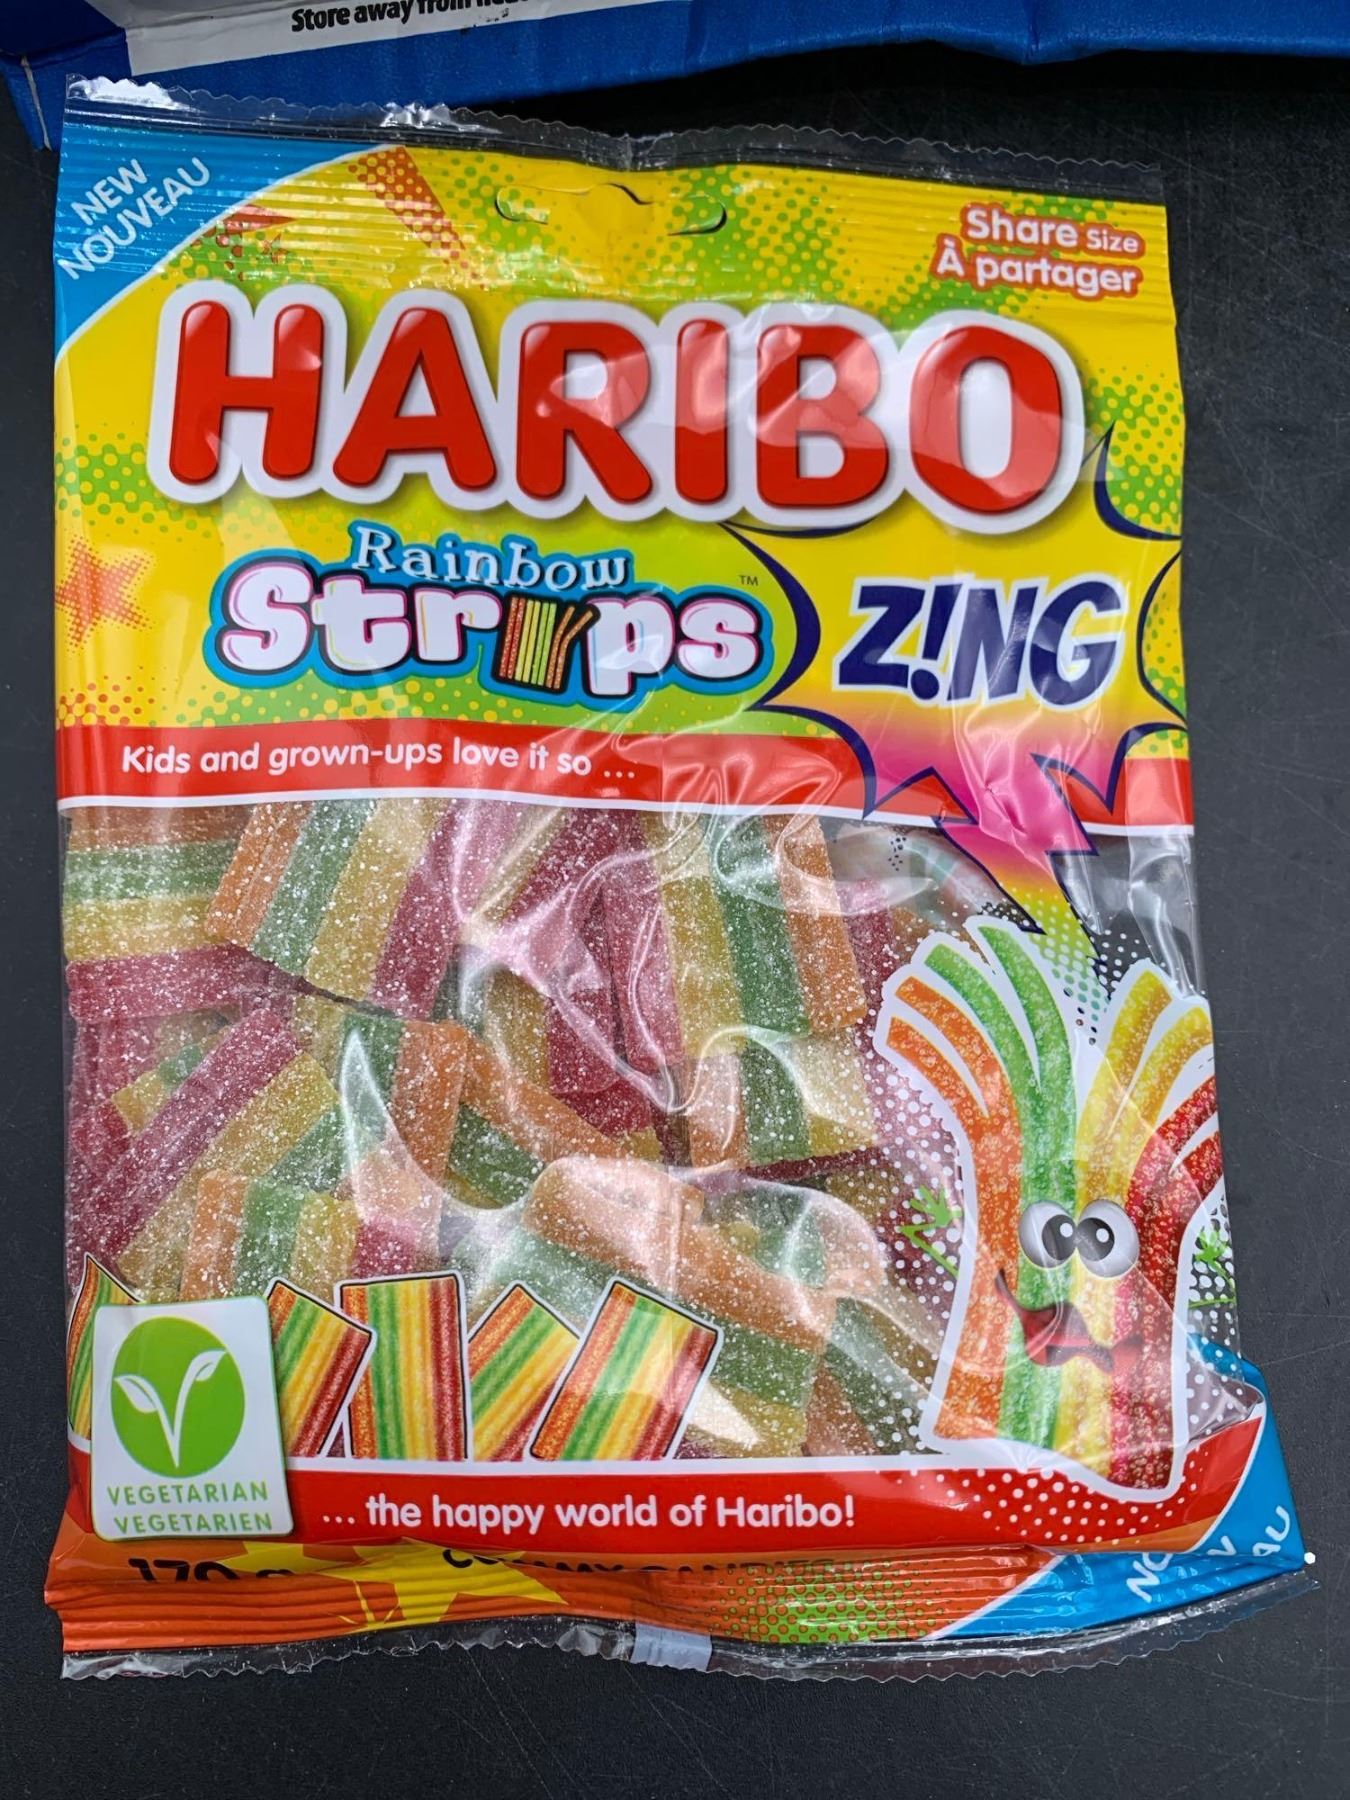 Store away from
NEW
NOUVEAU
Share Size
À partager
HARIBO
Rainbow
Strips
TM
Z!NG
Kids and grown-ups love it so ...
VEGETARIAN
VEGETARIEN
... the happy world of Haribo!
170 g